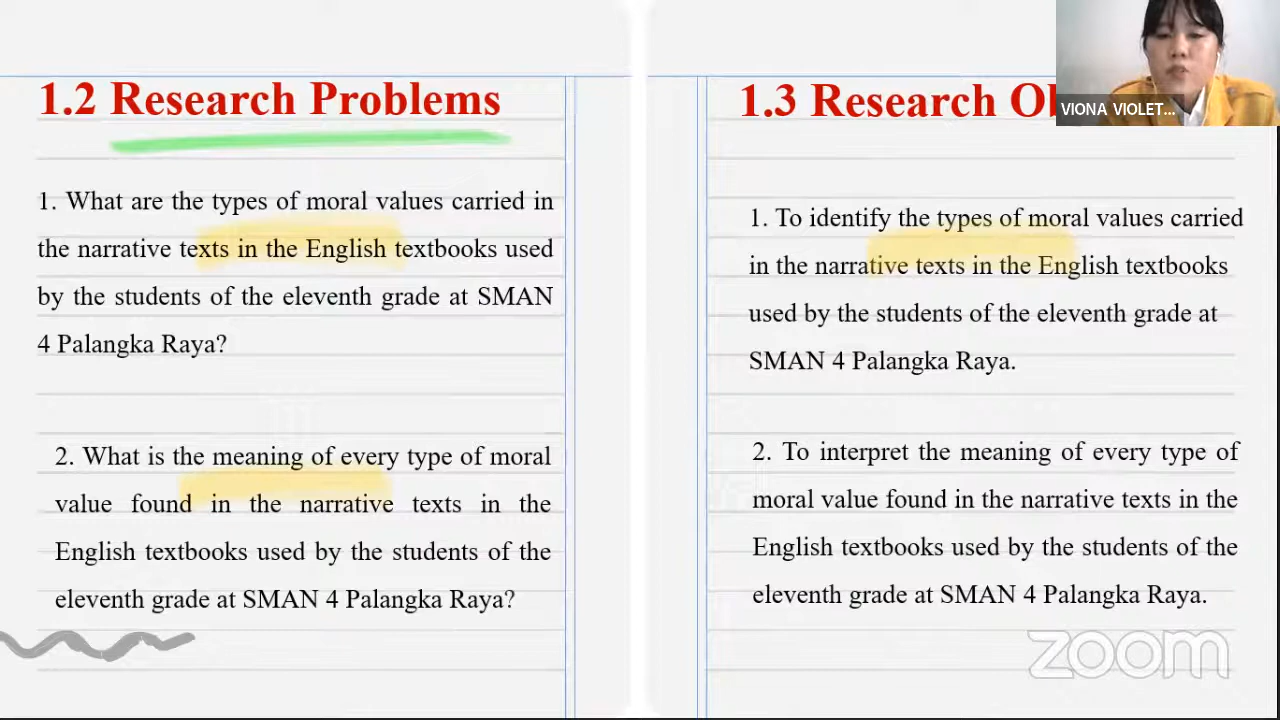 1.2 Research Problems
1. What are the types of moral values carried in
the narrative texts in the English textbooks used
by the students of the eleventh grade at SMAN
4 Palangka Raya?
2. What is the meaning of every type of moral
value found in the narrative texts in the
English textbooks used by the students of the
eleventh grade at SMAN 4 Palangka Raya?
1.3 Research
VIONA VIOLET...
1. To identify the types of moral values carried
in the narrative texts in the English textbooks
used by the students of the eleventh grade at
SMAN 4 Palangka Raya.
2. To interpret the meaning of every type of
moral value found in the narrative texts in the
English textbooks used by the students of the
eleventh grade at SMAN 4 Palangka Raya.
zoom